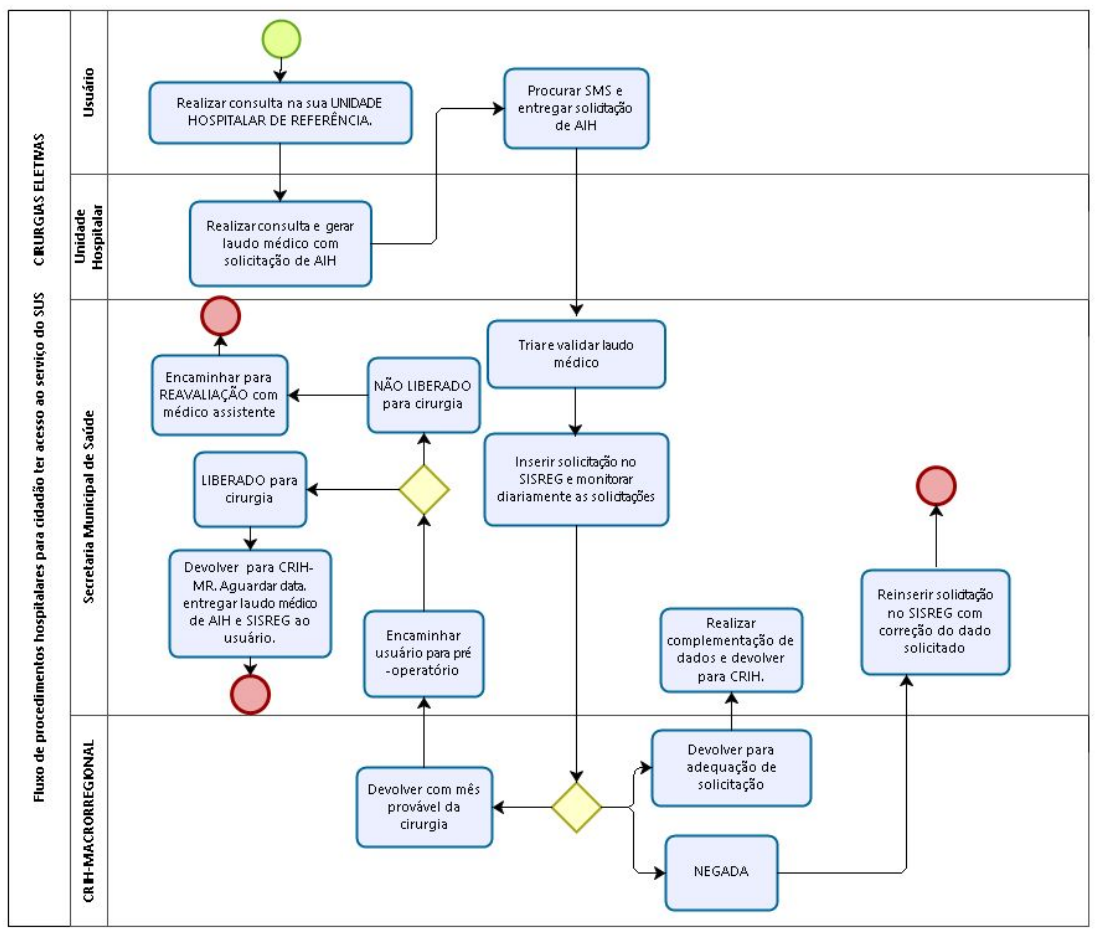 Fluxo de procedimentos hospitalares para cidadão ter acesso ao serviço do SUS CIRURGIAS ELETIVAS
Usuário
Realizar consulta na sua UNIDADE
HOSPITALAR DE REFERÊNCIA.
Procurar SMS e
entregar solicitação
de AIH
Unidade
Hospitalar
Realizar consulta e gerar
laudo médico com
solicitação de AIH
Secretaria Municipal de Saúde
Triar e validar laudo
médico
Encaminhar para
REAVALIAÇÃO com
médico assistente
NÃO LIBERADO
para cirurgia
Inserir solicitação no
SISREG e monitorar
diariamente as solicitações
LIBERADO para
cirurgia
Devolver para CRIH-
MR. Aguardar data.
entregar laudo médico
de AIH e SISREG ao
usuário.
Encaminhar
usuário para pré
-operatório
Realizar
complementação de
dados e devolver
para CRIH.
Reinserir solicitação
no SISREG com
correção do dado
solicitado
CRIH-MACRORREGIONAL
Devolver com mês
provável da
cirurgia
Devolver para
adequação de
solicitação
NEGADA